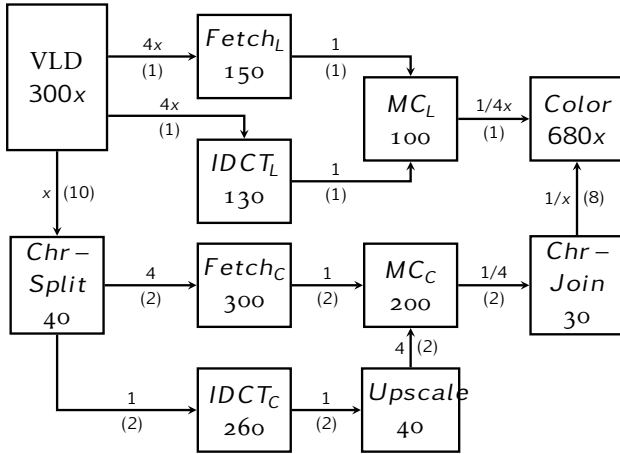 VLD
300x
4x
(1)
Fetch_L
150
1
(1)
4x
(1)
IDCT_L
130
1
(1)
MC_L
100
1/4x
(1)
Color
680x
x (10)
1/x (8)
Chr-
Split
40
4
(2)
Fetch_C
300
1
(2)
MC_C
200
1/4
(2)
Chr-
Join
30
1
(2)
IDCT_C
260
1
(2)
4 (2)
Upscale
40